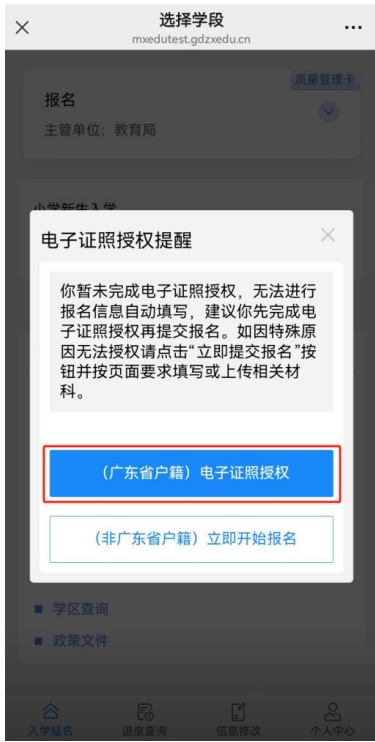 选择学段
mxedutest.gdzxedu.cn
质量管理卡
报名
主管单位：教育局
小学新生入学
电子证照授权提醒
你暂未完成电子证照授权，无法进行
报名信息自动填写，建议你先完成电
子证照授权再提交报名。如因特殊原
因无法授权请点击“立即提交报名”按
钮并按页面要求填写或上传相关材
料。
（广东省户籍）电子证照授权
（非广东省户籍）立即开始报名
学区查询
政策文件
入学报名
进度查询
信息修改
个人中心